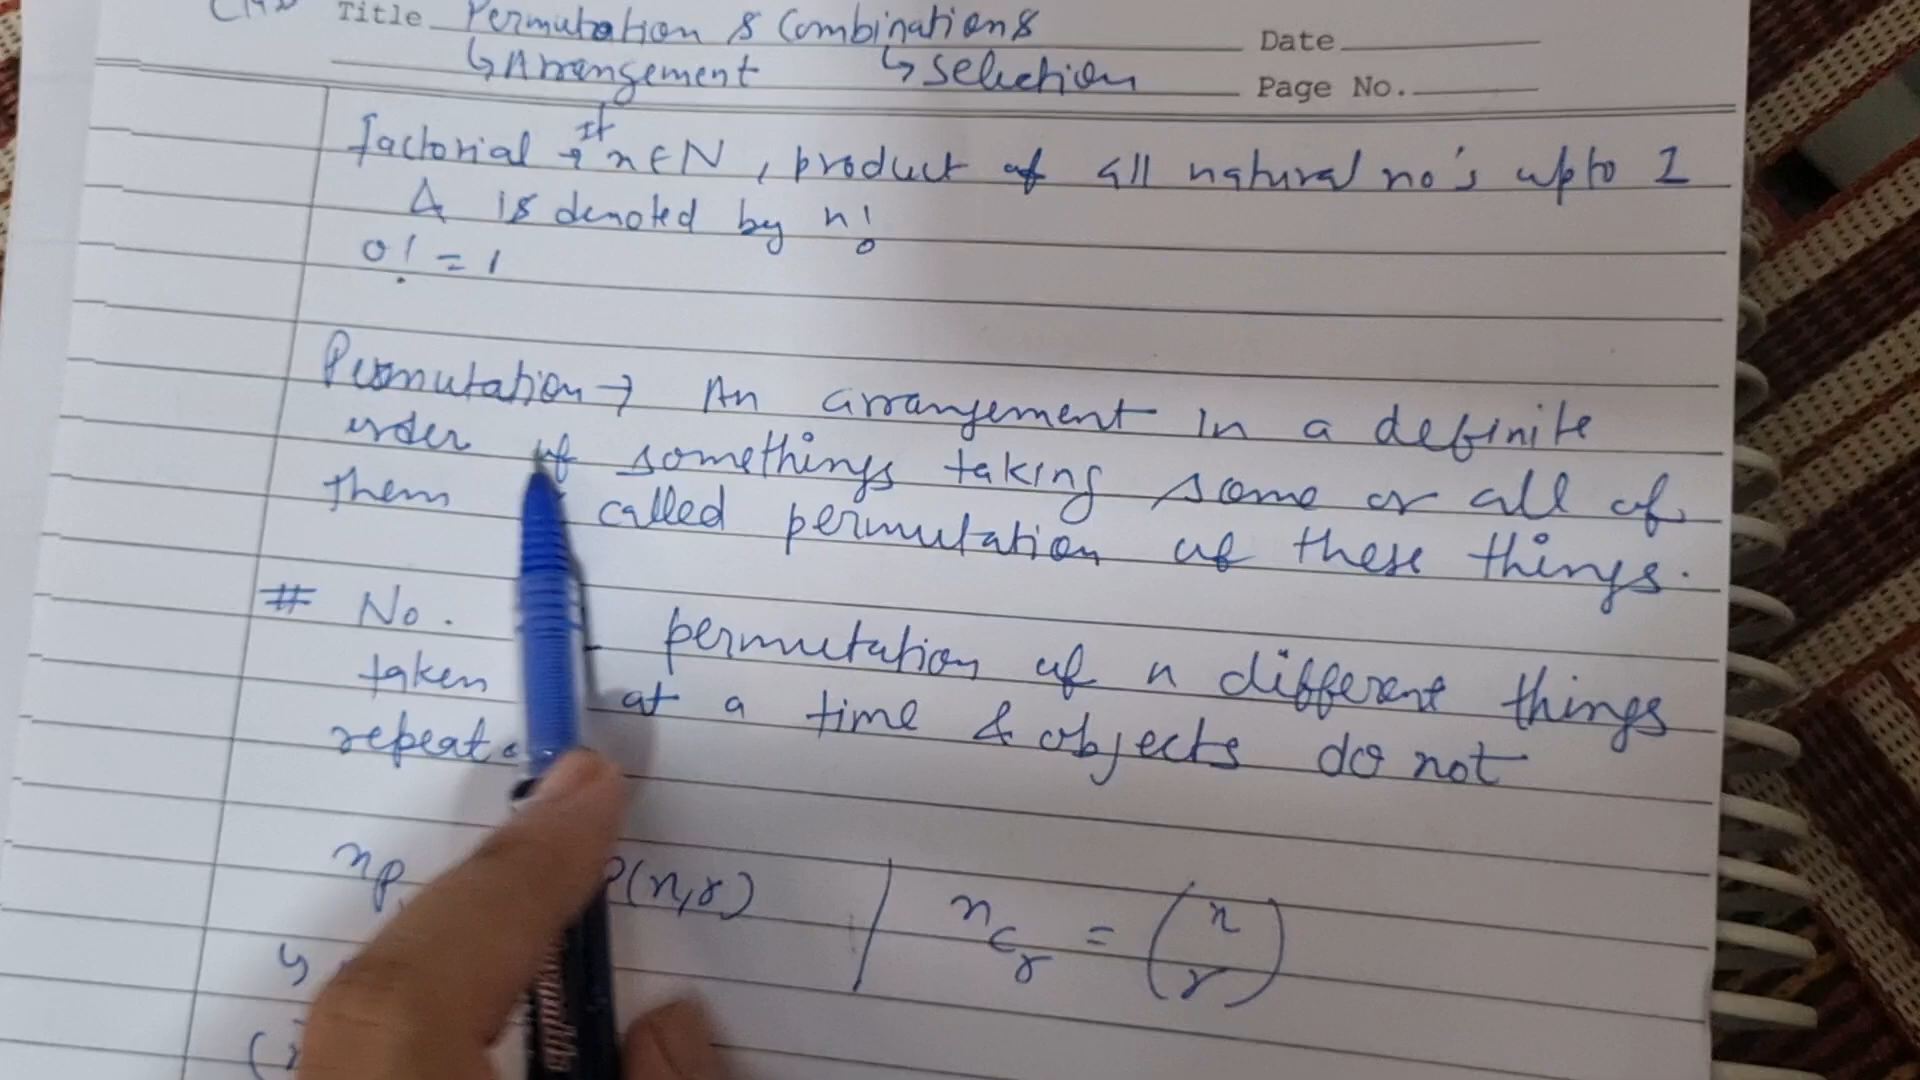 Title Permutation & Combinations
Date
↳ Arrangement ↳ Selection
Page No.
If
factorial → n ∈ N, product of all natural no's upto 1
is denoted by n!
0! = 1
Permutation → An arrangement in a definite
order of somethings taking some or all of
them called permutation of these things.
# No. permutation of n different things
taken at a time & objects do not
repeat.
nP P(n,r) | nCr = (n r)